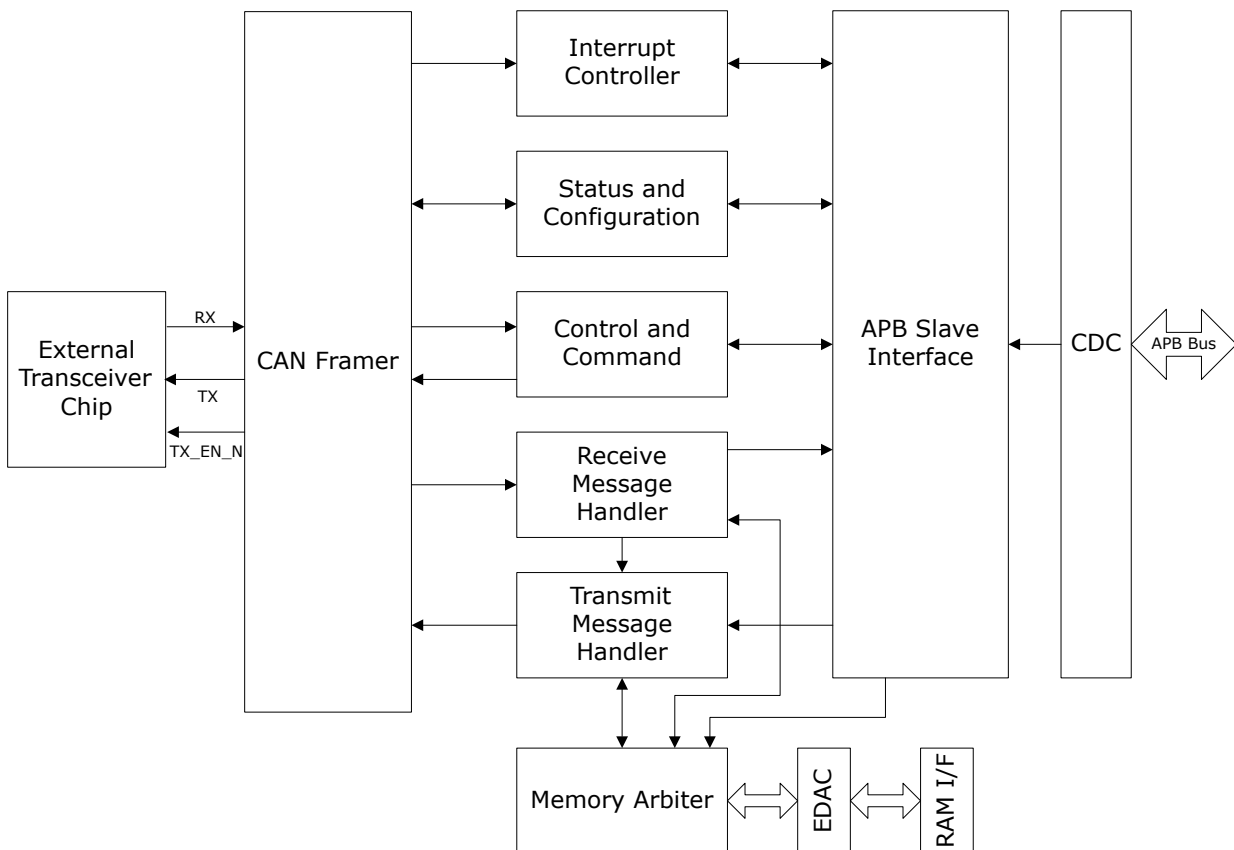 Interrupt
Controller
Status and
Configuration
RX
External
Transceiver
Chip
TX
TX_EN_N
CAN Framer
Control and
Command
APB Slave
Interface
CDC
APB Bus
Receive
Message
Handler
Transmit
Message
Handler
Memory Arbiter
EDAC
RAM I/F